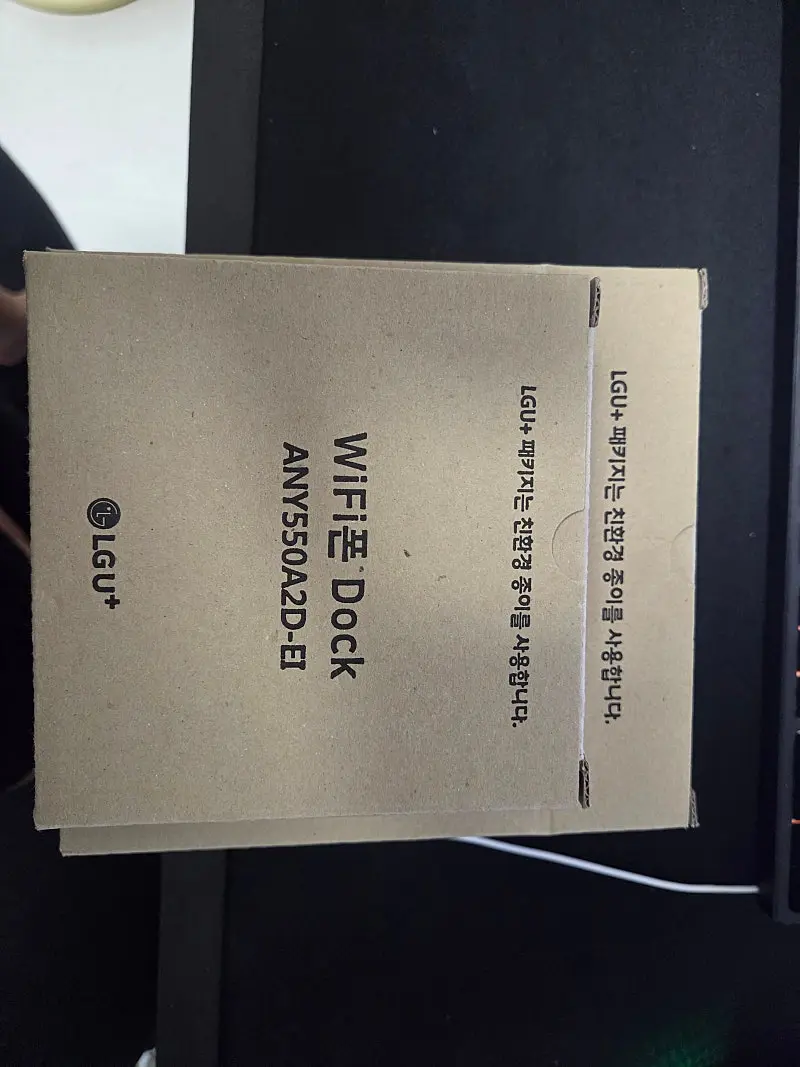 LGU+ 패키지는 친환경 종이를 사용합니다.
LGU+ 패키지는 친환경 종이를 사용합니다.
WiFi폰 Dock
ANY550A2D-EI
LG U+